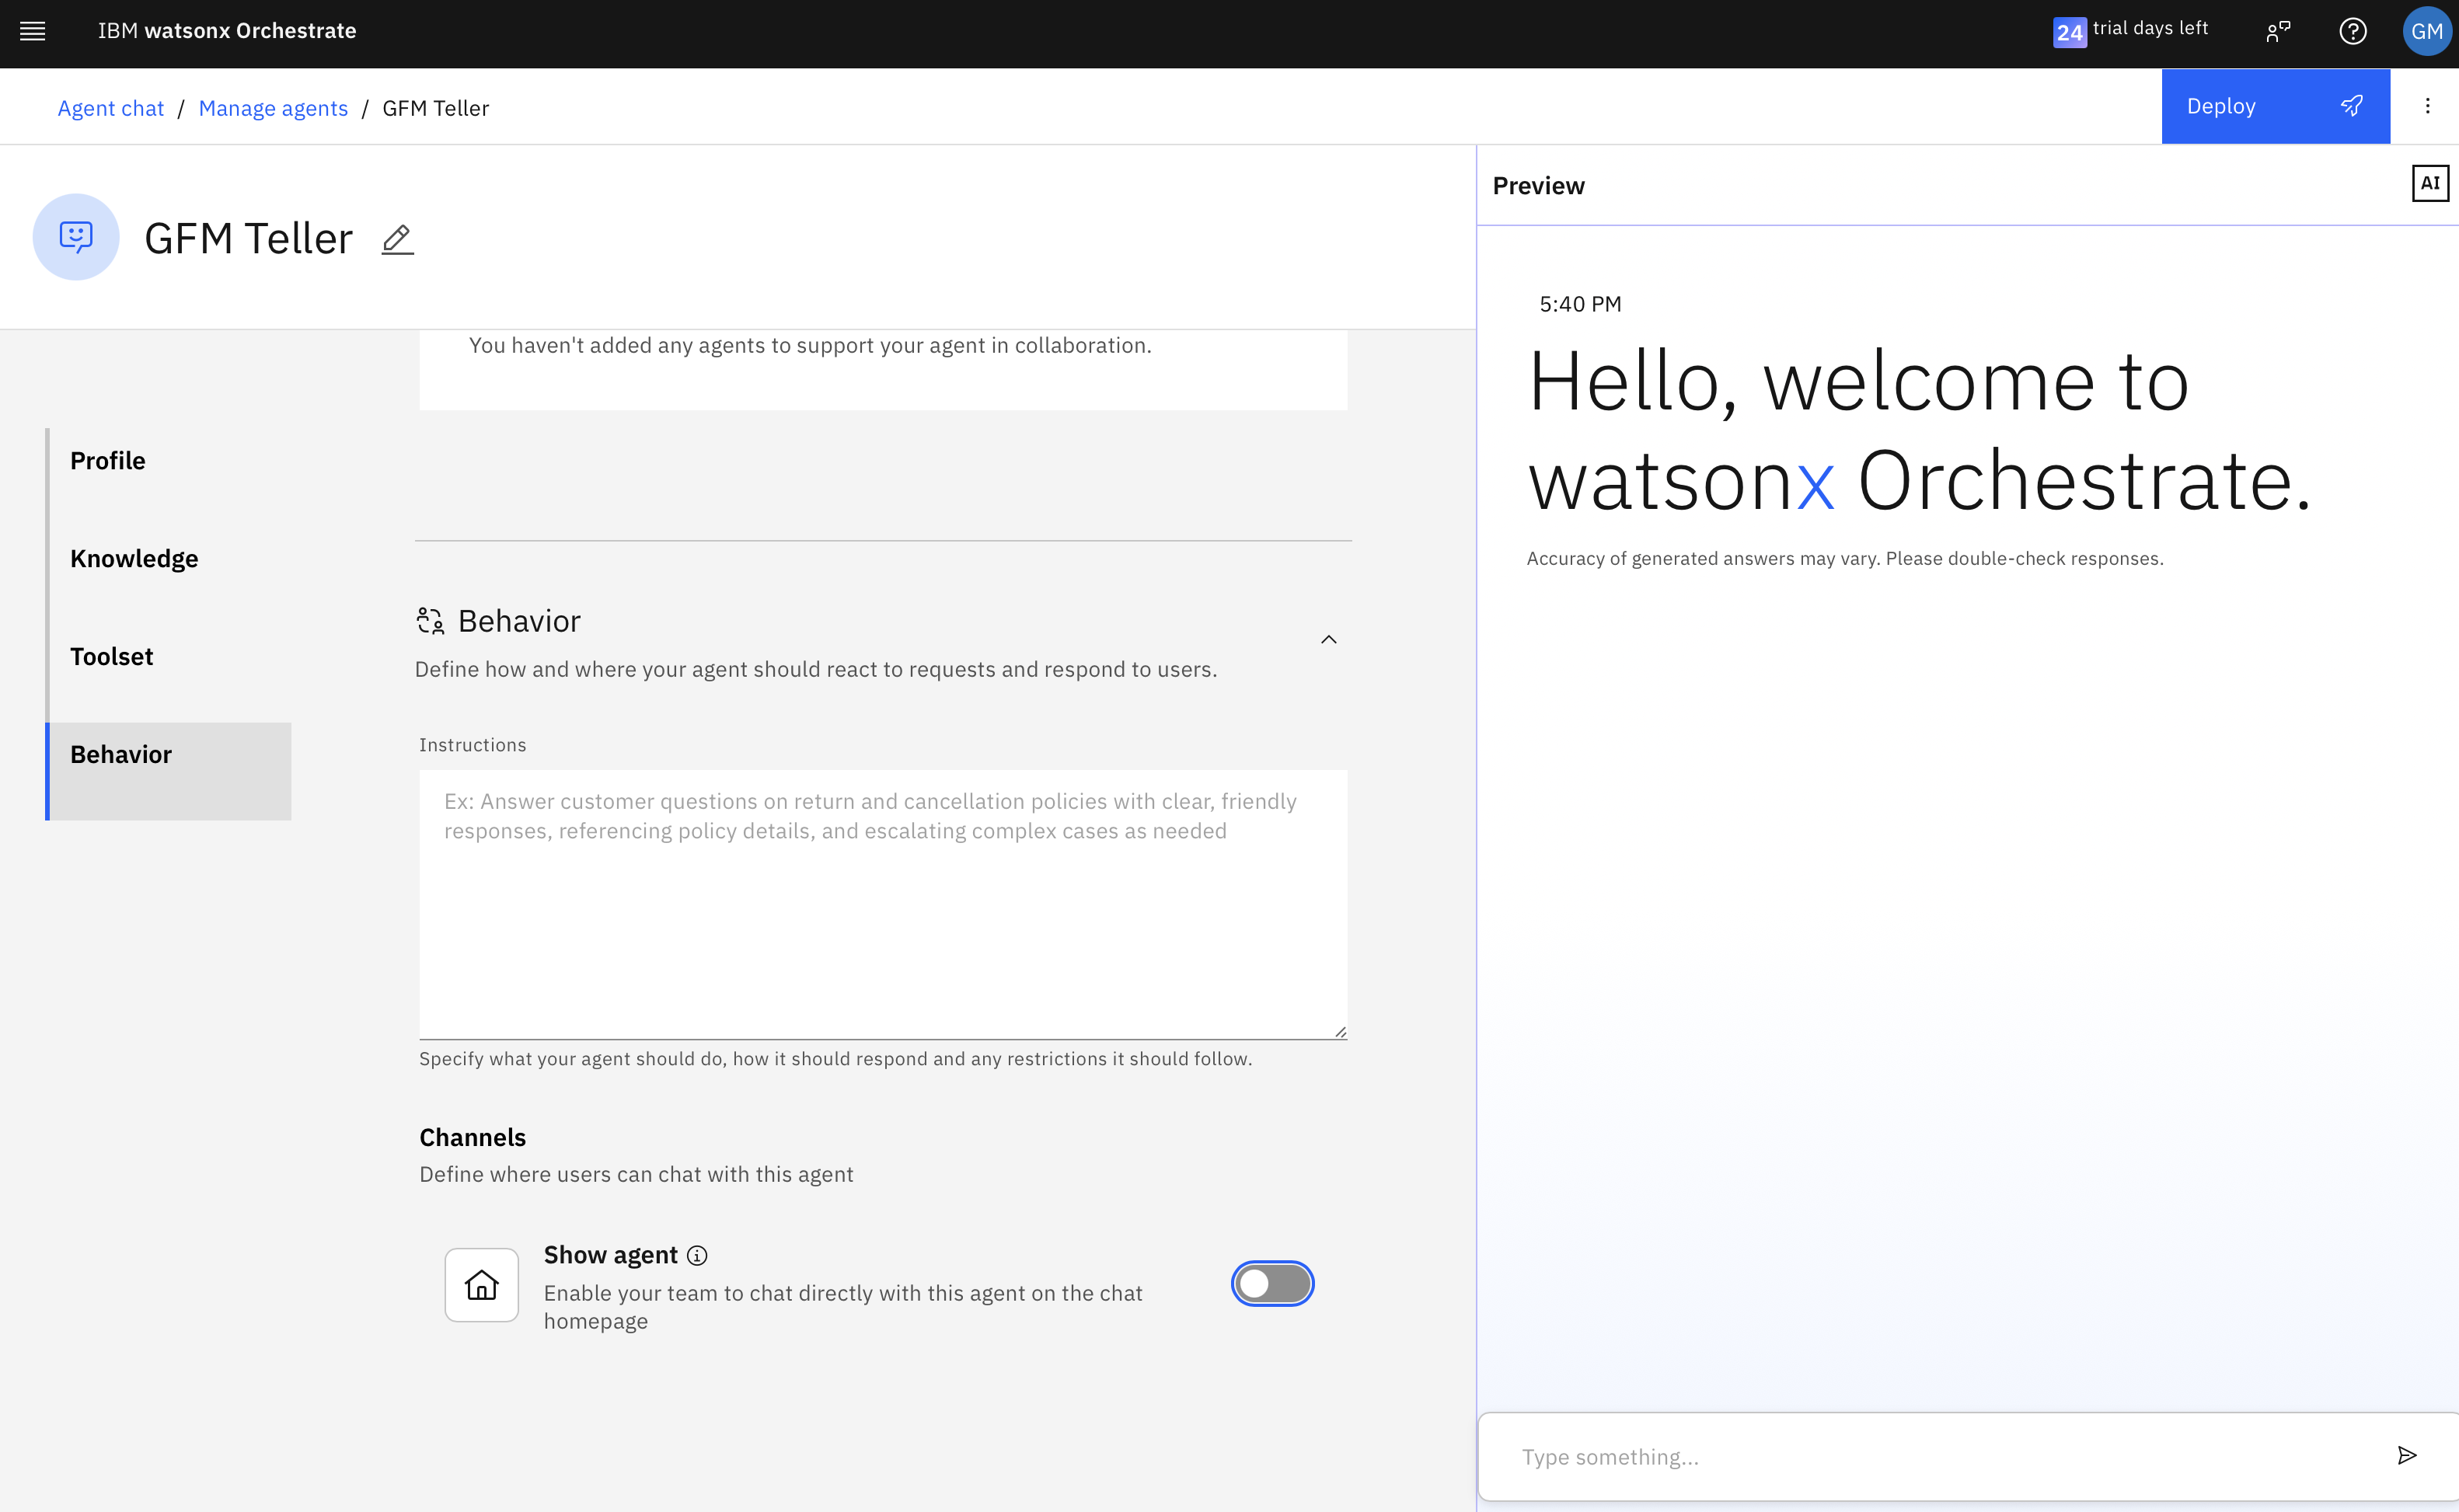 IBM watsonx Orchestrate
24 trial days left
GM
Agent chat / Manage agents / GFM Teller
Deploy
GFM Teller
You haven't added any agents to support your agent in collaboration.
Profile
Knowledge
Toolset
Behavior
Behavior
Define how and where your agent should react to requests and respond to users.
Instructions
Ex: Answer customer questions on return and cancellation policies with clear, friendly
responses, referencing policy details, and escalating complex cases as needed
Specify what your agent should do, how it should respond and any restrictions it should follow.
Channels
Define where users can chat with this agent
Show agent
Enable your team to chat directly with this agent on the chat
homepage
Preview
AI
5:40 PM
Hello, welcome to
watsonx Orchestrate.
Accuracy of generated answers may vary. Please double-check responses.
Type something...